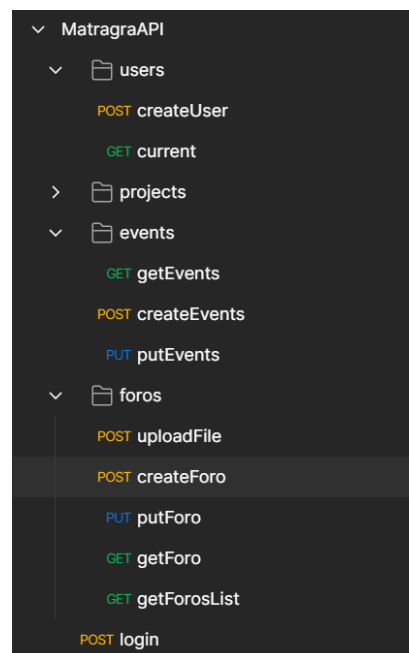 MatragraAPI
users
POST createUser
GET current
projects
events
GET getEvents
POST createEvents
PUT putEvents
foros
POST uploadFile
POST createForo
PUT putForo
GET getForo
GET getForosList
POST login